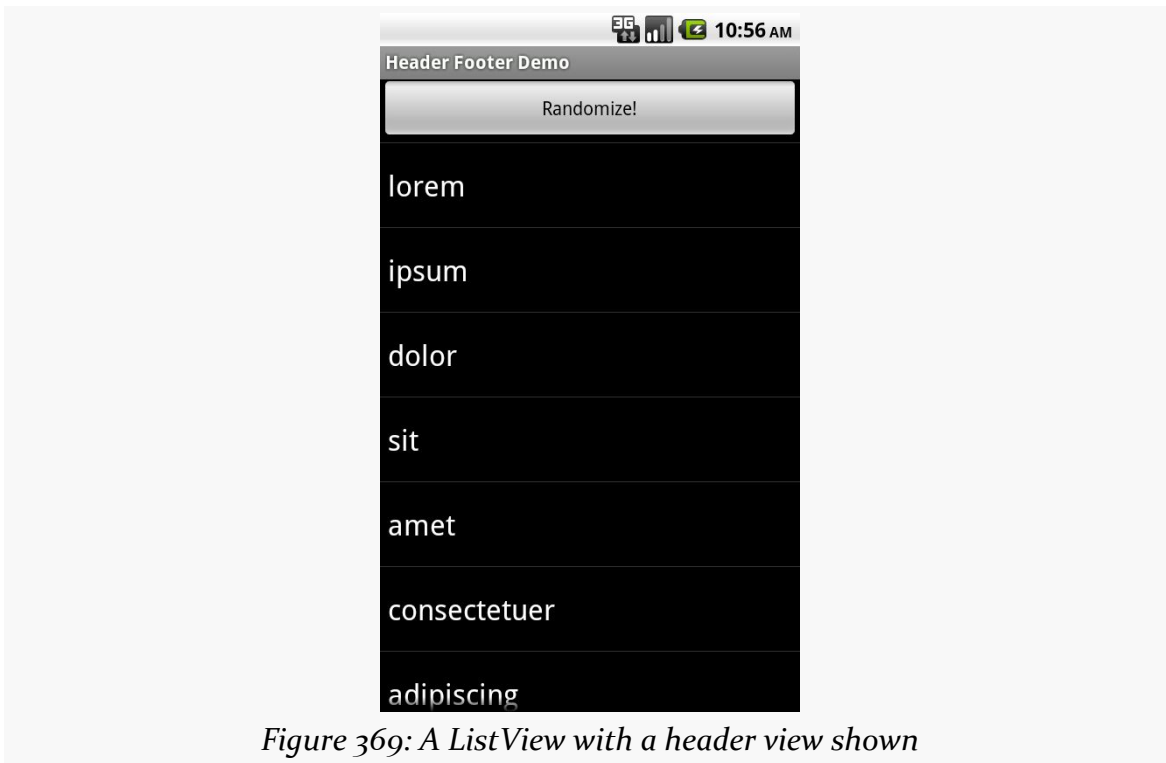 3G 10:56 AM
Header Footer Demo
Randomize!
lorem
ipsum
dolor
sit
amet
consectetuer
adipiscing
Figure 369: A ListView with a header view shown